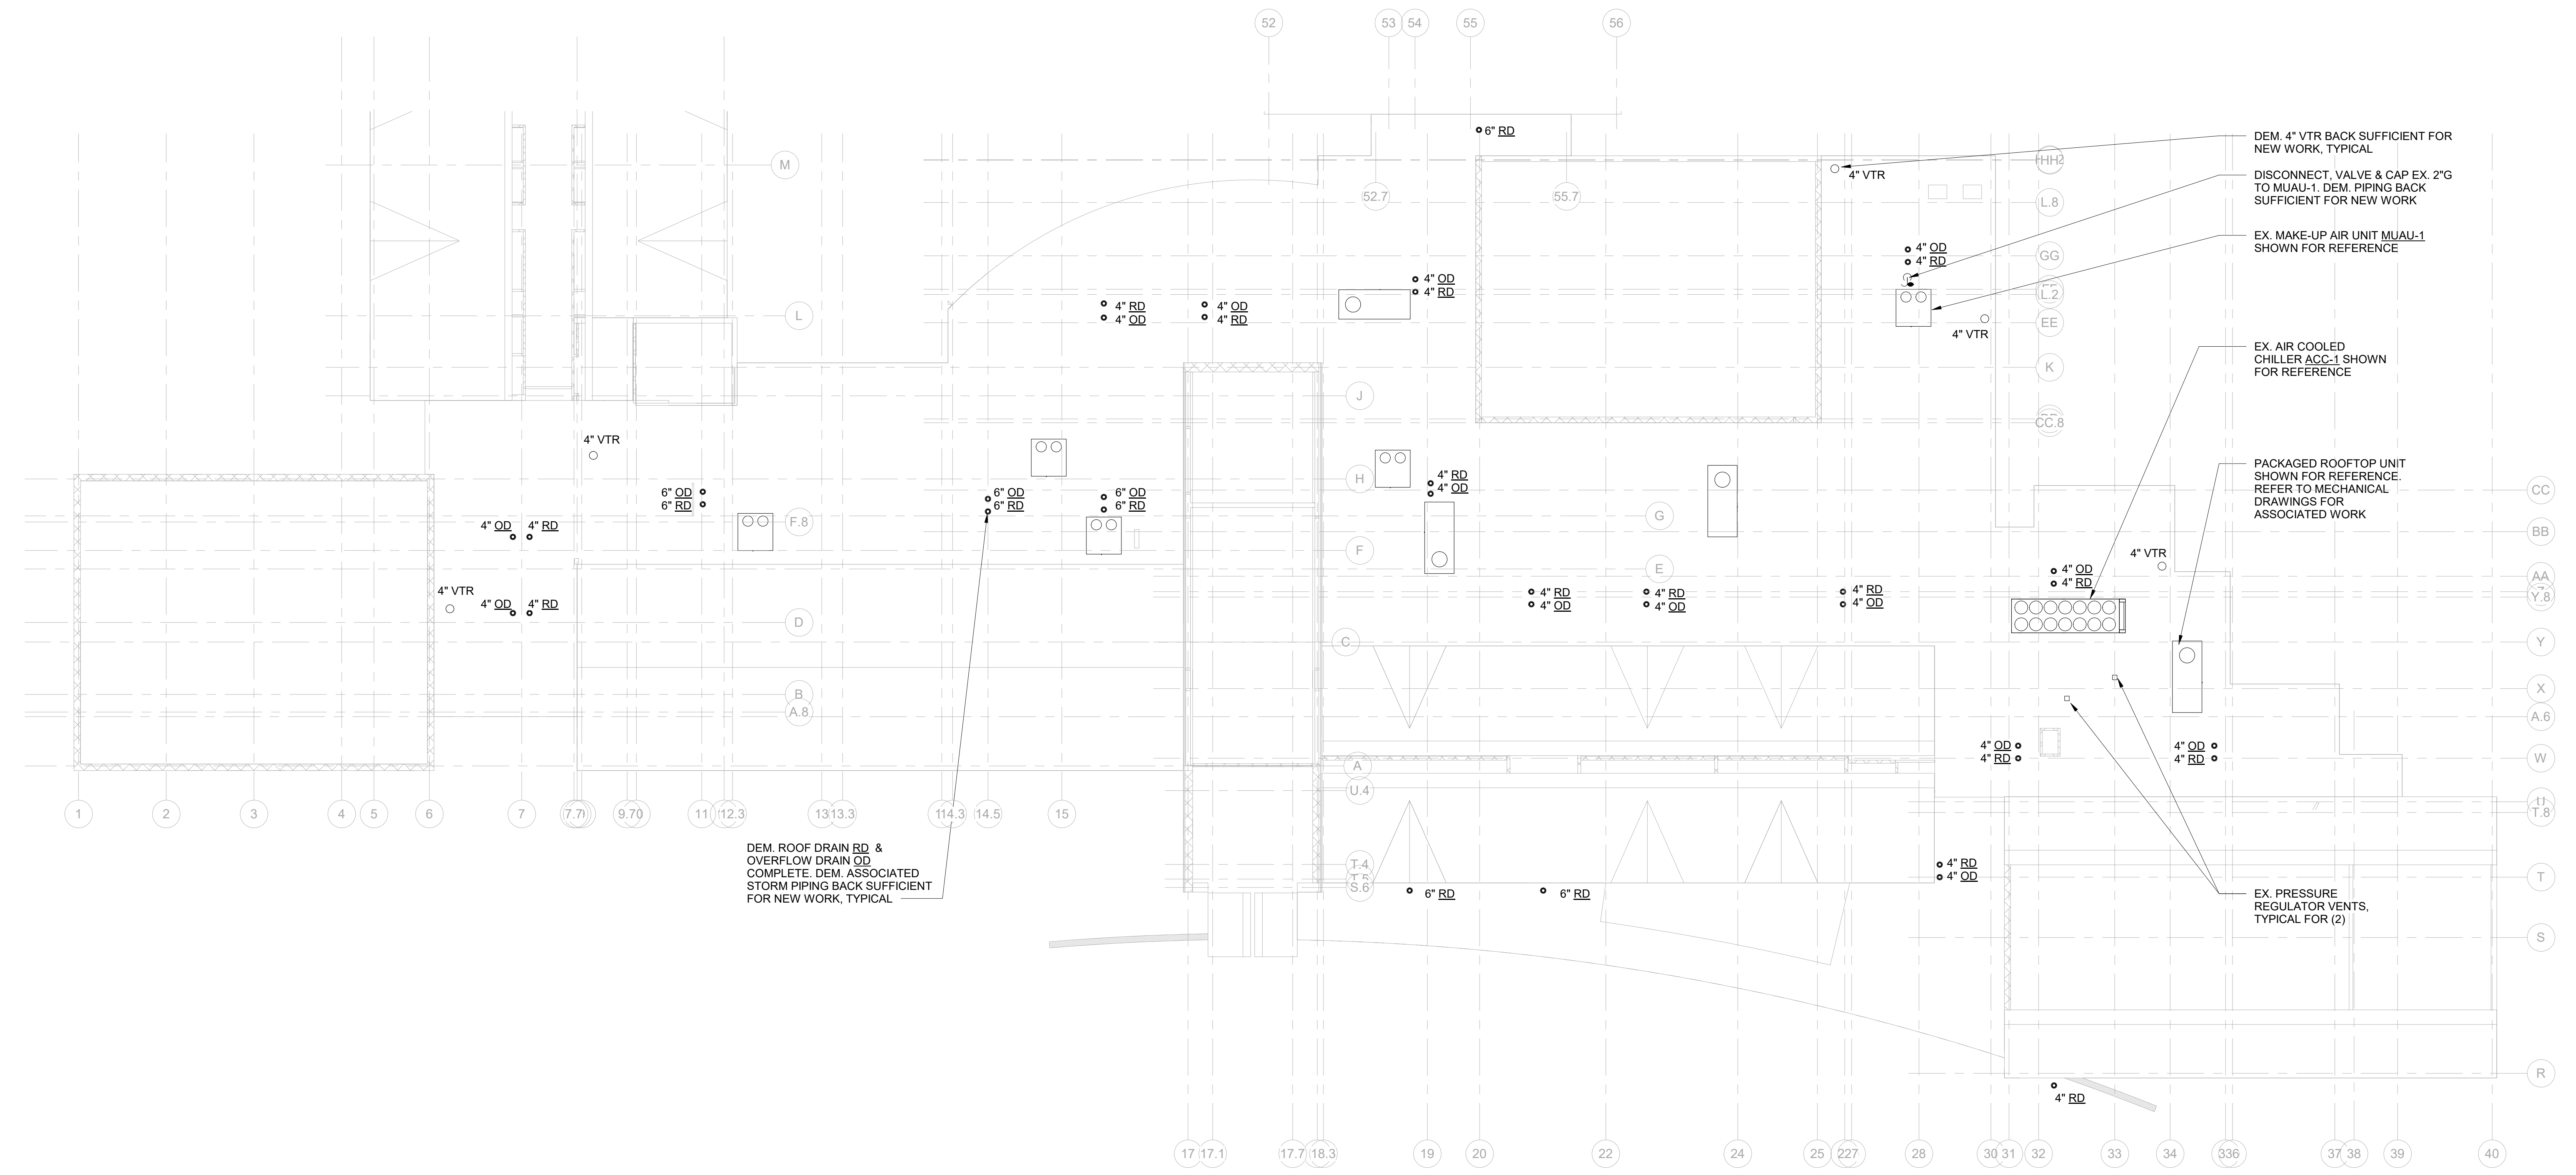 52
53
54
55
56
6" RD
DEM. 4" VTR BACK SUFFICIENT FOR
NEW WORK, TYPICAL
M
4" VTR
DISCONNECT, VALVE & CAP EX. 2"G
TO MUAU-1. DEM. PIPING BACK
SUFFICIENT FOR NEW WORK
52.7
55.7
L.8
EX. MAKE-UP AIR UNIT MUAU-1
SHOWN FOR REFERENCE
4" OD
4" RD
GG
4" OD
4" RD
L.2
4" RD
4" OD
4" OD
4" RD
L
EE
4" VTR
EX. AIR COOLED
CHILLER ACC-1 SHOWN
FOR REFERENCE
K
J
CC.8
4" VTR
PACKAGED ROOFTOP UNIT
SHOWN FOR REFERENCE.
REFER TO MECHANICAL
DRAWINGS FOR
ASSOCIATED WORK
H
4" RD
4" OD
6" OD
6" RD
6" OD
6" RD
6" OD
6" RD
CC
4" OD
4" RD
F.8
G
BB
F
E
4" VTR
4" OD
4" RD
AA
Y.8
4" VTR
4" OD
4" RD
4" RD
4" OD
4" RD
4" OD
4" RD
4" OD
D
C
Y
B
X
A.8
A.6
4" OD
4" RD
4" OD
4" RD
W
A
U.4
U
T.8
1
2
3
4
5
6
7
9.70
11
12.3
13
13.3
14.3
14.5
15
DEM. ROOF DRAIN RD &
OVERFLOW DRAIN OD
COMPLETE. DEM. ASSOCIATED
STORM PIPING BACK SUFFICIENT
FOR NEW WORK, TYPICAL
T.4
S.6
4" RD
4" OD
T
6" RD
6" RD
EX. PRESSURE
REGULATOR VENTS,
TYPICAL FOR (2)
S
R
4" RD
17
17.1
17.7
18.3
19
20
22
24
25
27
28
30
31
32
33
34
36
37
38
39
40